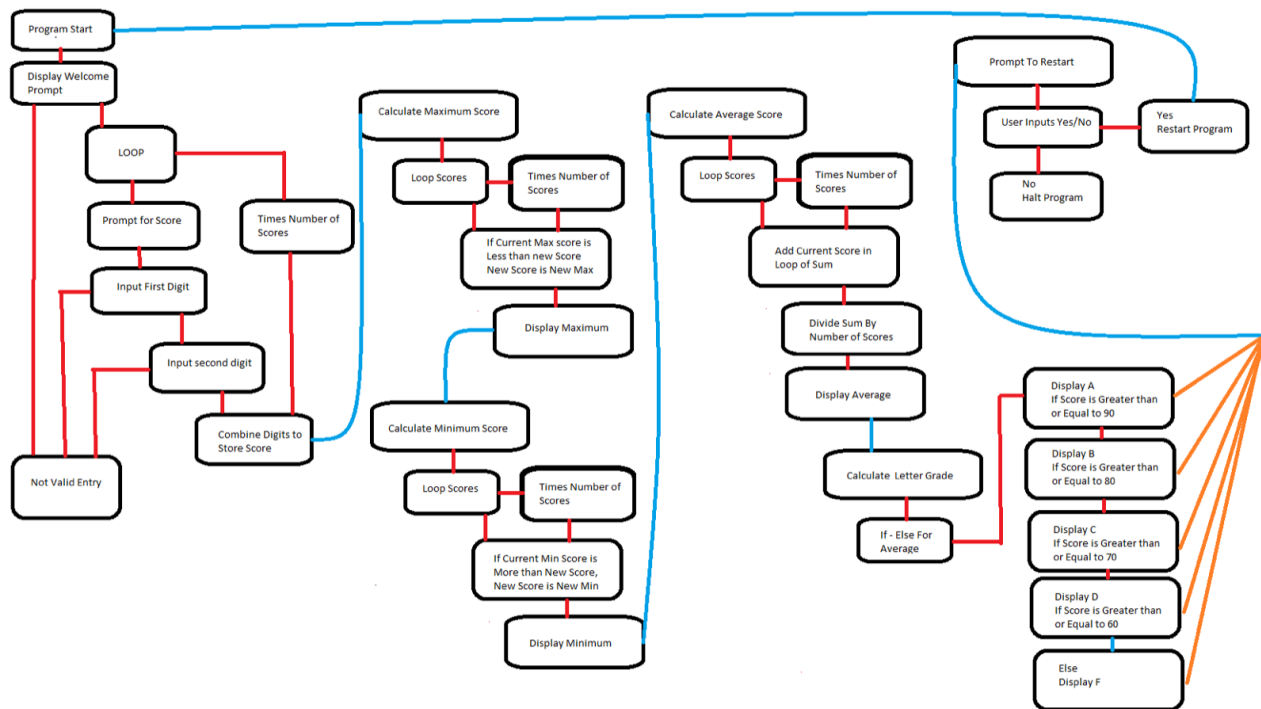 Program Start
Display Welcome
Prompt
LOOP
Prompt for Score
Times Number of
Scores
Input First Digit
Input second digit
Combine Digits to
Store Score
Not Valid Entry
Calculate Maximum Score
Loop Scores
Times Number of
Scores
If Current Max score is
Less than new Score
New Score is New Max
Display Maximum
Calculate Minimum Score
Loop Scores
Times Number of
Scores
If Current Min Score is
More than New Score,
New Score is New Min
Display Minimum
Calculate Average Score
Loop Scores
Times Number of
Scores
Add Current Score in
Loop of Sum
Divide Sum By
Number of Scores
Display Average
Calculate Letter Grade
If - Else For
Average
Display A
If Score is Greater than
or Equal to 90
Display B
If Score is Greater than
or Equal to 80
Display C
If Score is Greater than
or Equal to 70
Display D
If Score is Greater than
or Equal to 60
Else
Display F
Prompt To Restart
User Inputs Yes/No
Yes
Restart Program
No
Halt Program